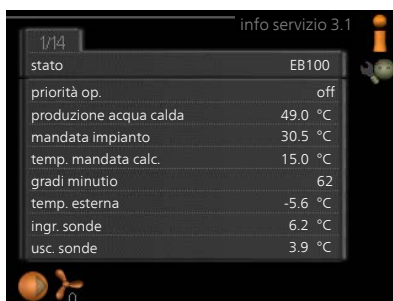 info servizio 3.1
1/14
stato EB100
priorità op. off
produzione acqua calda 49.0 °C
mandata impianto 30.5 °C
temp. mandata calc. 15.0 °C
gradi minutio 62
temp. esterna -5.6 °C
ingr. sonde 6.2 °C
usc. sonde 3.9 °C
0